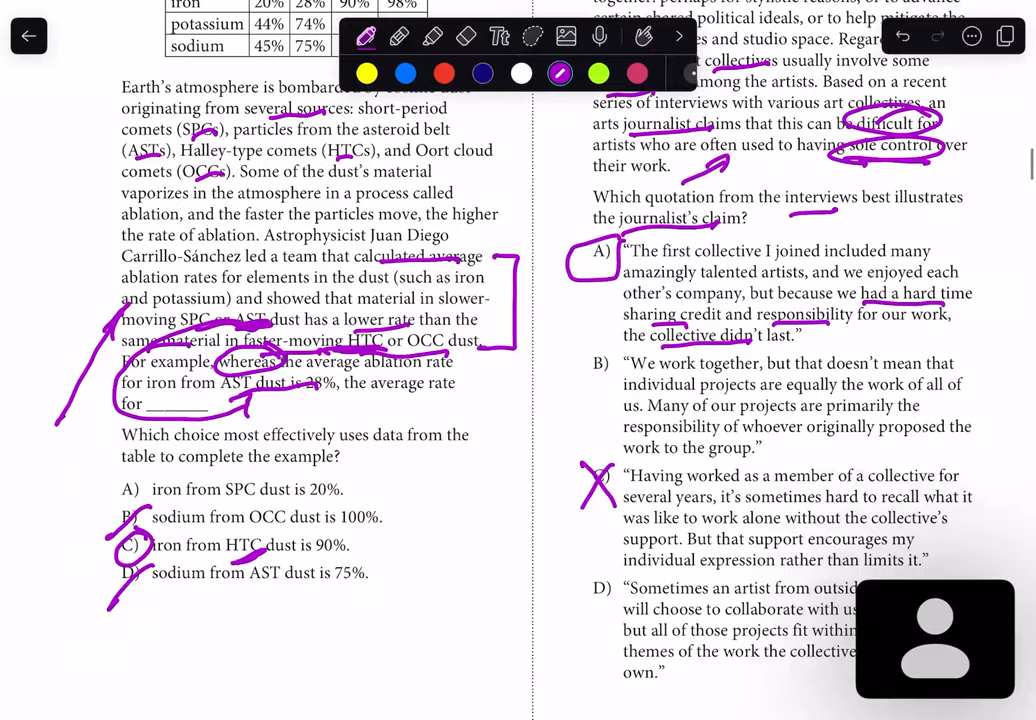 iron 20% 28% 90% 98%
potassium 44% 74%
sodium 45% 75%
Earth's atmosphere is bombarded by cosmic dust
originating from several sources: short-period
comets (SPCs), particles from the asteroid belt
(ASTs), Halley-type comets (HTCs), and Oort cloud
comets (OCCs). Some of the dust's material
vaporizes in the atmosphere in a process called
ablation, and the faster the particles move, the higher
the rate of ablation. Astrophysicist Juan Diego
Carrillo-Sánchez led a team that calculated average
ablation rates for elements in the dust (such as iron
and potassium) and showed that material in slower-
moving SPC or AST dust has a lower rate than the
same material in faster-moving HTC or OCC dust.
For example, whereas the average ablation rate
for iron from AST dust is 28%, the average rate
for ______
Which choice most effectively uses data from the
table to complete the example?
A) iron from SPC dust is 20%.
B) sodium from OCC dust is 100%.
C) iron from HTC dust is 90%.
D) sodium from AST dust is 75%.
together: perhaps for stylistic reasons, or to advance
certain shared political ideals, or to help mitigate the
es and studio space. Regar
t collectives usually involve some
among the artists. Based on a recent
series of interviews with various art collectives, an
arts journalist claims that this can be difficult for
artists who are often used to having sole control over
their work.
Which quotation from the interviews best illustrates
the journalist's claim?
A) "The first collective I joined included many
amazingly talented artists, and we enjoyed each
other's company, but because we had a hard time
sharing credit and responsibility for our work,
the collective didn't last."
B) "We work together, but that doesn't mean that
individual projects are equally the work of all of
us. Many of our projects are primarily the
responsibility of whoever originally proposed the
work to the group."
C) "Having worked as a member of a collective for
several years, it's sometimes hard to recall what it
was like to work alone without the collective's
support. But that support encourages my
individual expression rather than limits it."
D) "Sometimes an artist from outsid
will choose to collaborate with us
but all of those projects fit within
themes of the work the collective
own."
Tt